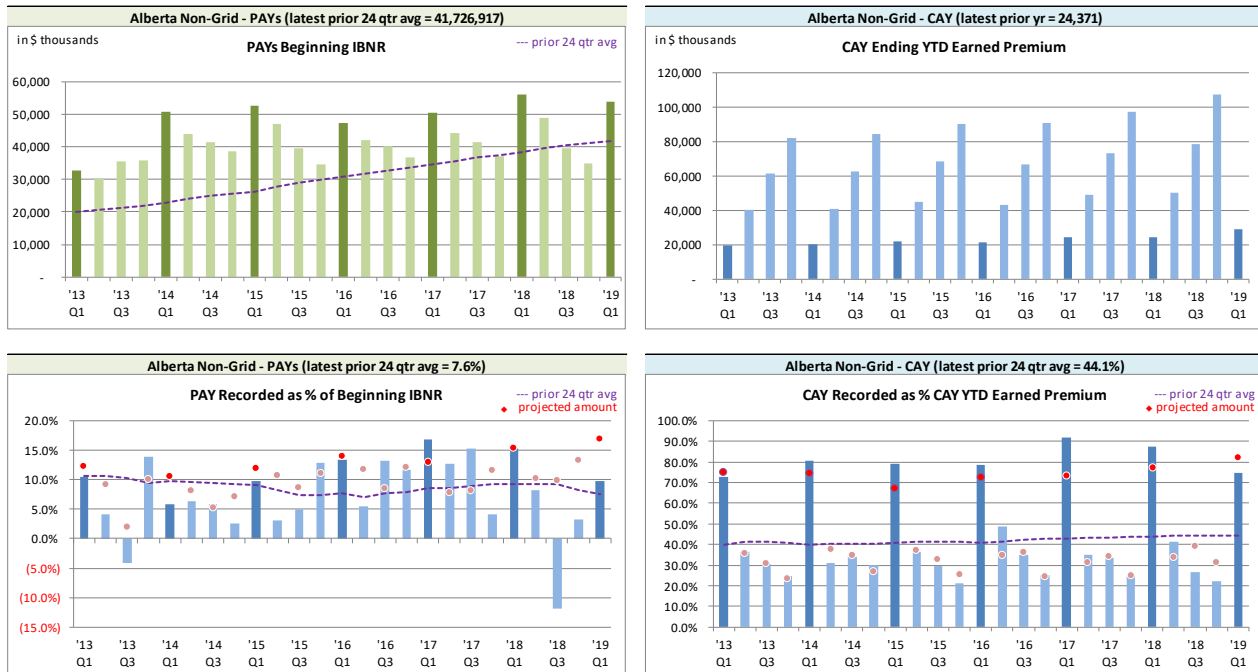 Alberta Non-Grid - PAYs (latest prior 24 qtr avg = 41,726,917)
in $ thousands
PAYs Beginning IBNR
--- prior 24 qtr avg
60,000
50,000
40,000
30,000
20,000
10,000
-
'13 '13 '14 '14 '15 '15 '16 '16 '17 '17 '18 '18 '19
Q1 Q3 Q1 Q3 Q1 Q3 Q1 Q3 Q1 Q3 Q1 Q3 Q1
Alberta Non-Grid - CAY (latest prior yr = 24,371)
in $ thousands
CAY Ending YTD Earned Premium
120,000
100,000
80,000
60,000
40,000
20,000
-
'13 '13 '14 '14 '15 '15 '16 '16 '17 '17 '18 '18 '19
Q1 Q3 Q1 Q3 Q1 Q3 Q1 Q3 Q1 Q3 Q1 Q3 Q1
Alberta Non-Grid - PAYs (latest prior 24 qtr avg = 7.6%)
PAY Recorded as % of Beginning IBNR
--- prior 24 qtr avg
projected amount
20.0%
15.0%
10.0%
5.0%
0.0%
(5.0%)
(10.0%)
(15.0%)
'13 '13 '14 '14 '15 '15 '16 '16 '17 '17 '18 '18 '19
Q1 Q3 Q1 Q3 Q1 Q3 Q1 Q3 Q1 Q3 Q1 Q3 Q1
Alberta Non-Grid - CAY (latest prior 24 qtr avg = 44.1%)
CAY Recorded as % CAY YTD Earned Premium
--- prior 24 qtr avg
projected amount
100.0%
90.0%
80.0%
70.0%
60.0%
50.0%
40.0%
30.0%
20.0%
10.0%
0.0%
'13 '13 '14 '14 '15 '15 '16 '16 '17 '17 '18 '18 '19
Q1 Q3 Q1 Q3 Q1 Q3 Q1 Q3 Q1 Q3 Q1 Q3 Q1